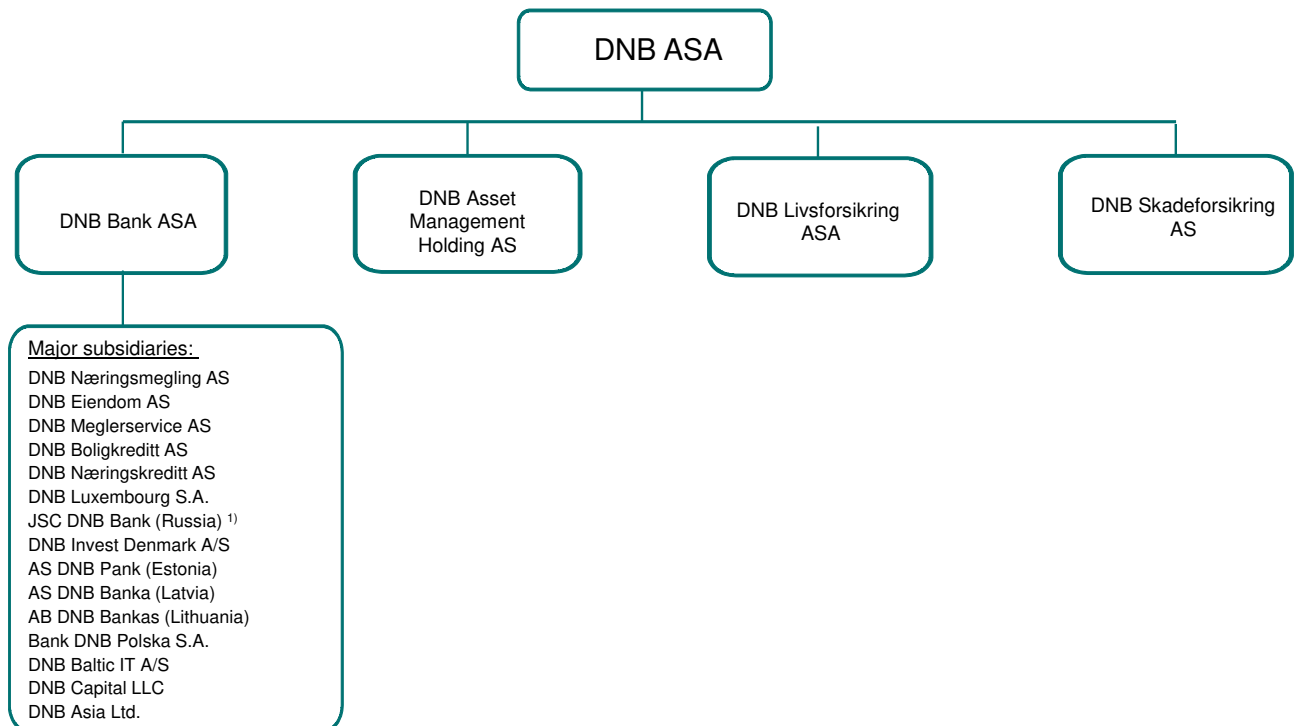 DNB ASA
DNB Bank ASA
DNB Asset
Management
Holding AS
DNB Livsforsikring
ASA
DNB Skadeforsikring
AS
Major subsidiaries:
DNB Næringsmegling AS
DNB Eiendom AS
DNB Meglerservice AS
DNB Boligkreditt AS
DNB Næringskreditt AS
DNB Luxembourg S.A.
JSC DNB Bank (Russia) 1)
DNB Invest Denmark A/S
AS DNB Pank (Estonia)
AS DNB Banka (Latvia)
AB DNB Bankas (Lithuania)
Bank DNB Polska S.A.
DNB Baltic IT A/S
DNB Capital LLC
DNB Asia Ltd.